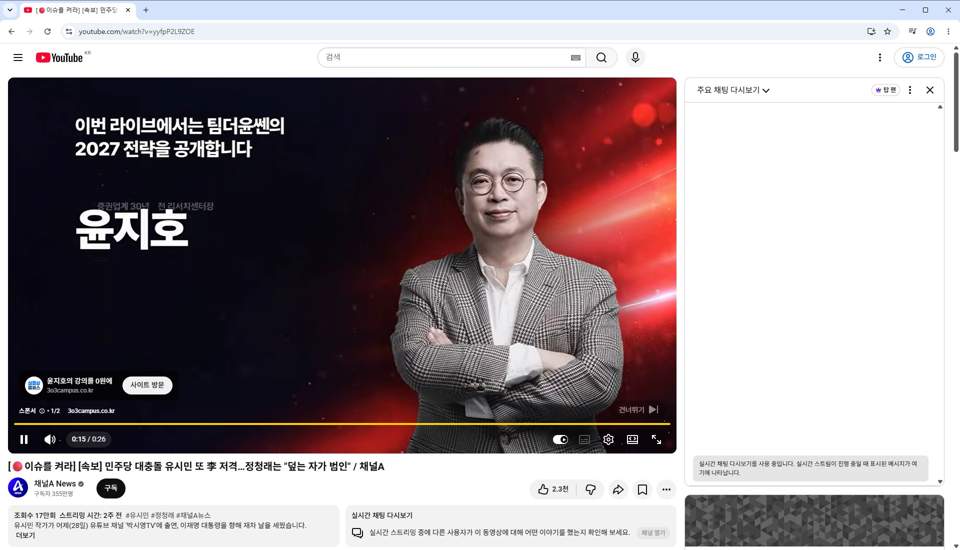 [🔴이슈를 켜라] [속보] 민주당
youtube.com/watch?v=yyfpP2L9ZOE
YouTube KR
검색
로그인
이번 라이브에서는 팀더윤쎈의
2027 전략을 공개합니다
증권업계 30년 전 리서치센터장
윤지호
윤지호의 강의를 0원에
3o3campus.co.kr
사이트 방문
스폰서 • 1/2 3o3campus.co.kr
건너뛰기
0:15 / 0:26
주요 채팅 다시보기
탑 팬
실시간 채팅 다시보기를 사용 중입니다. 실시간 스트림이 진행 중일 때 표시된 메시지가 여
기에 나타납니다.
[🔴이슈를 켜라] [속보] 민주당 대충돌 유시민 또 李 저격...정청래는 "덮는 자가 범인" / 채널A
채널A News
구독자 355만명
구독
2.3천
조회수 17만회 스트리밍 시간: 2주 전 #유시민 #정청래 #채널A뉴스
유시민 작가가 어제(28일) 유튜브 채널 '박시영TV'에 출연, 이재명 대통령을 향해 재차 날을 세웠습니다.
더보기
실시간 채팅 다시보기
실시간 스트리밍 중에 다른 사용자가 이 동영상에 대해 어떤 이야기를 했는지 확인해 보세요.
패널 열기